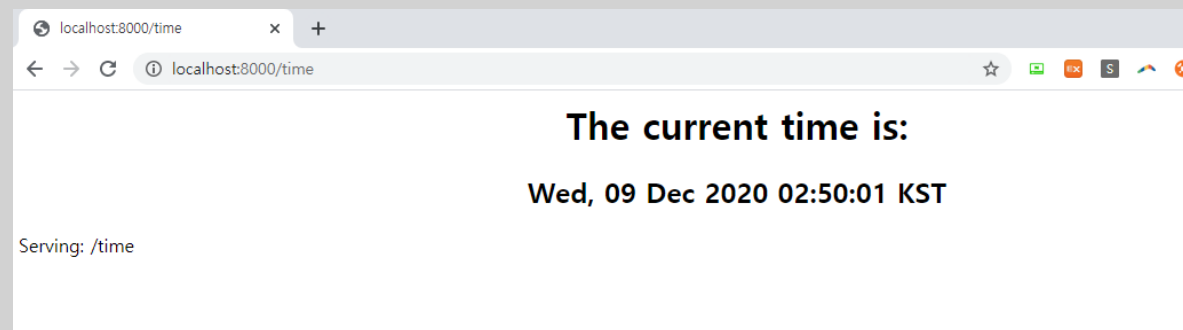 localhost:8000/time
localhost:8000/time
The current time is:
Wed, 09 Dec 2020 02:50:01 KST
Serving: /time